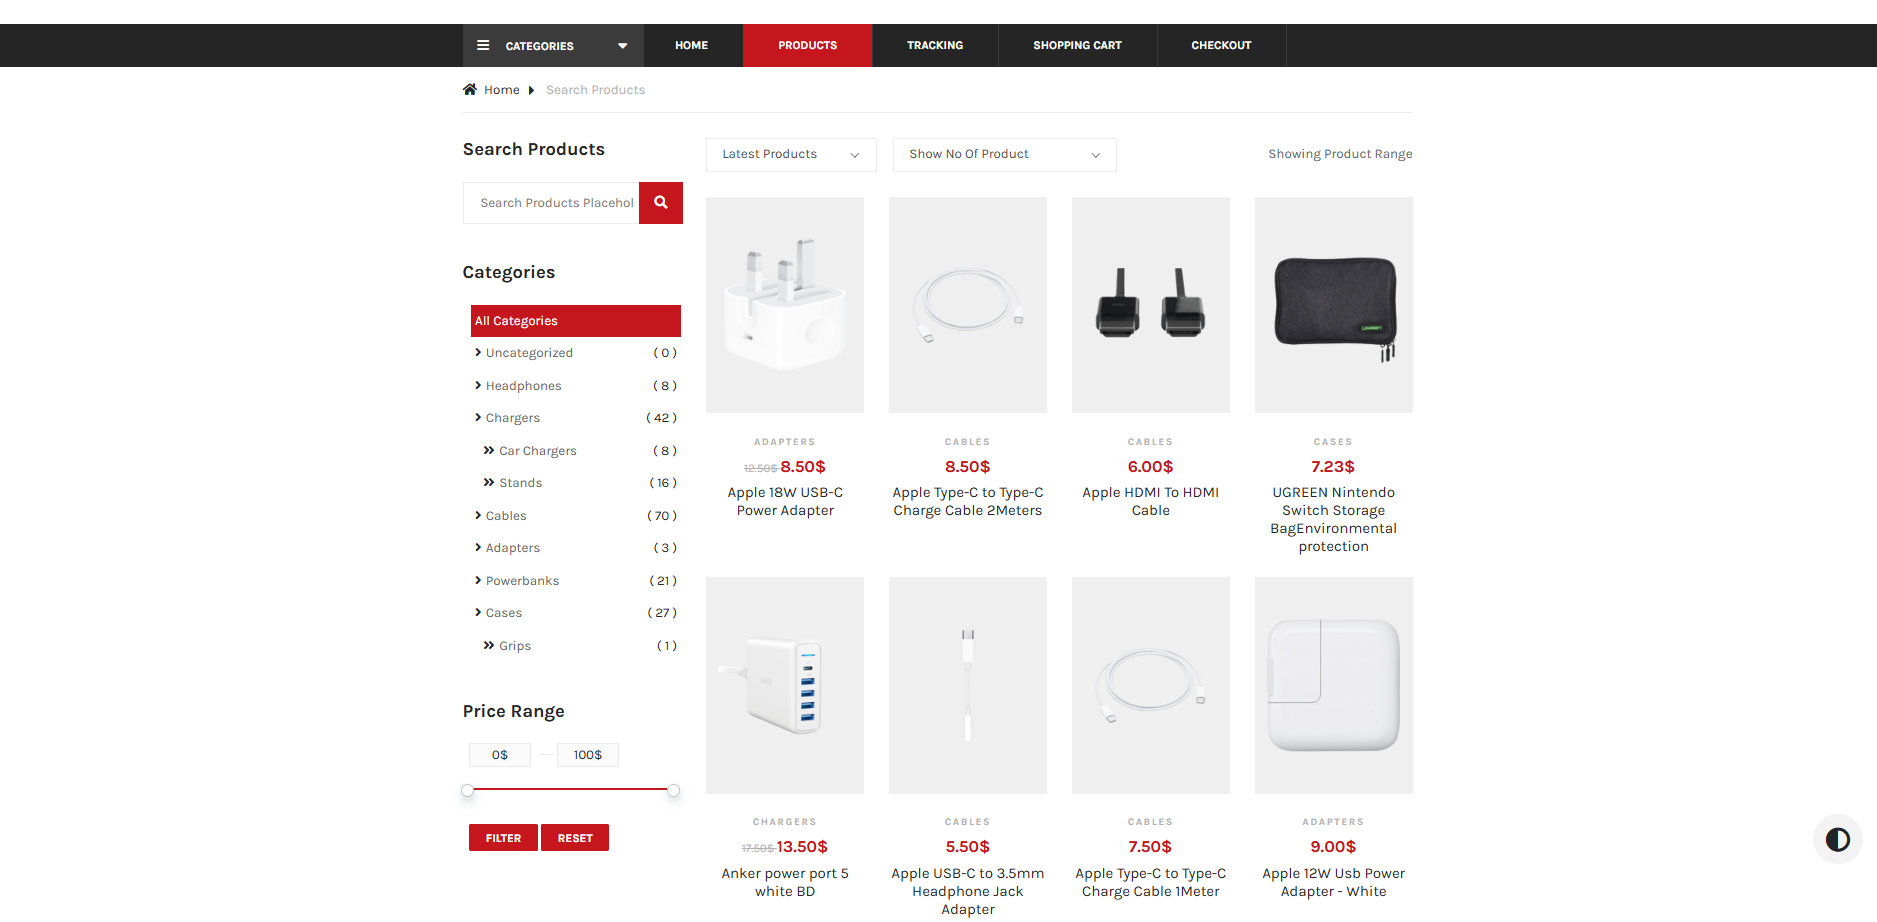 CATEGORIES
HOME
PRODUCTS
TRACKING
SHOPPING CART
CHECKOUT
Home
Search Products
Search Products
Search Products Placehol
Categories
All Categories
Uncategorized ( 0 )
Headphones ( 8 )
Chargers ( 42 )
Car Chargers ( 8 )
Stands ( 16 )
Cables ( 70 )
Adapters ( 3 )
Powerbanks ( 21 )
Cases ( 27 )
Grips ( 1 )
Price Range
0$
100$
FILTER
RESET
Latest Products
Show No Of Product
Showing Product Range
ADAPTERS
12.50$ 8.50$
Apple 18W USB-C
Power Adapter
CABLES
8.50$
Apple Type-C to Type-C
Charge Cable 2Meters
CABLES
6.00$
Apple HDMI To HDMI
Cable
UGREEN
CASES
7.23$
UGREEN Nintendo
Switch Storage
BagEnvironmental
protection
CHARGERS
17.50$ 13.50$
Anker power port 5
white BD
CABLES
5.50$
Apple USB-C to 3.5mm
Headphone Jack
Adapter
CABLES
7.50$
Apple Type-C to Type-C
Charge Cable 1Meter
ADAPTERS
9.00$
Apple 12W Usb Power
Adapter - White